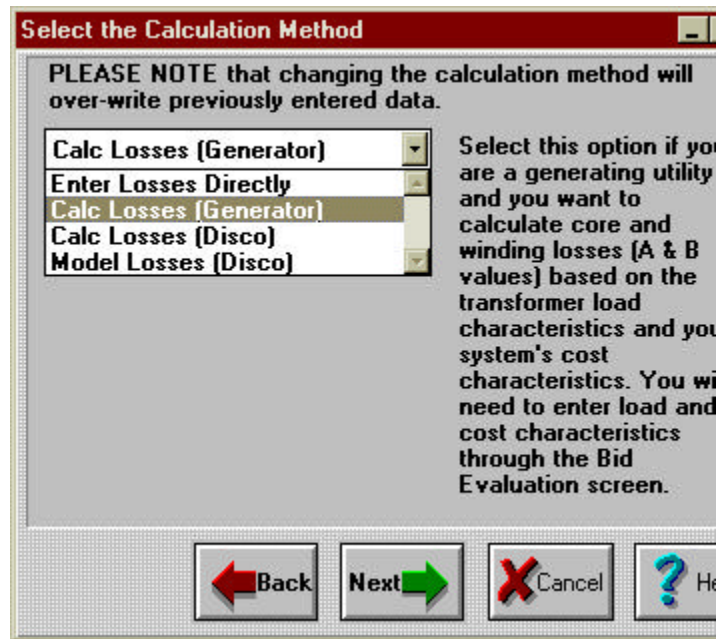 Select the Calculation Method
PLEASE NOTE that changing the calculation method will
over-write previously entered data.
Calc Losses (Generator)
Enter Losses Directly
Calc Losses (Generator)
Calc Losses (Disco)
Model Losses (Disco)
Select this option if you
are a generating utility
and you want to
calculate core and
winding losses (A & B
values) based on the
transformer load
characteristics and you
system's cost
characteristics. You wi
need to enter load and
cost characteristics
through the Bid
Evaluation screen.
Back
Next
Cancel
He